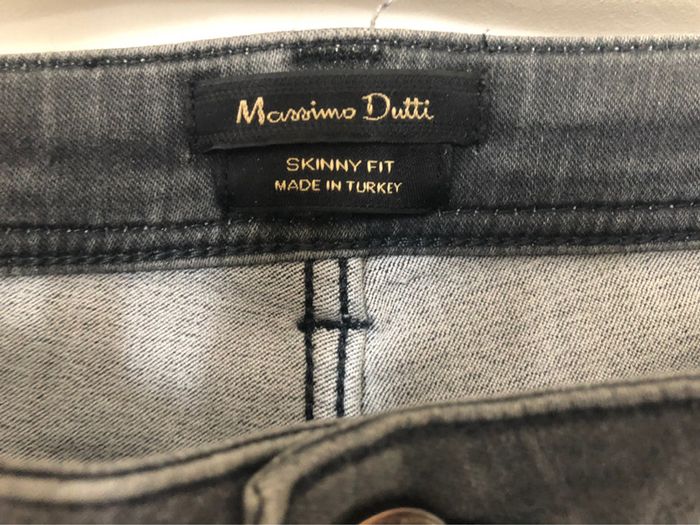 Massimo Dutti
SKINNY FIT
MADE IN TURKEY